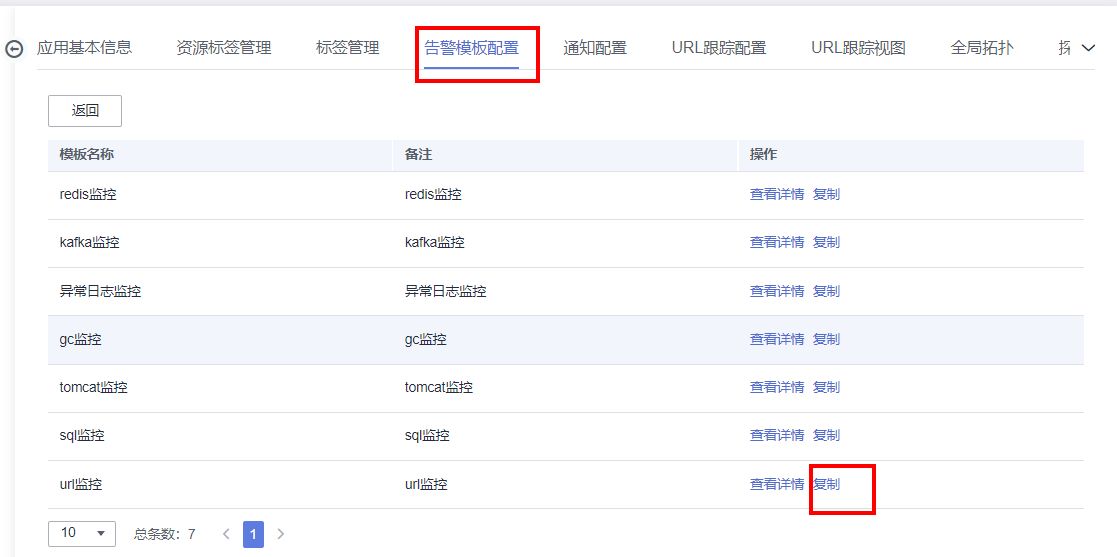 应用基本信息 资源标签管理 标签管理 告警模板配置 通知配置 URL跟踪配置 URL跟踪视图 全局拓扑
返回
模板名称 备注 操作
redis监控 redis监控 查看详情 复制
kafka监控 kafka监控 查看详情 复制
异常日志监控 异常日志监控 查看详情 复制
gc监控 gc监控 查看详情 复制
tomcat监控 tomcat监控 查看详情 复制
sql监控 sql监控 查看详情 复制
url监控 url监控 查看详情 复制
10 总条数: 7 1